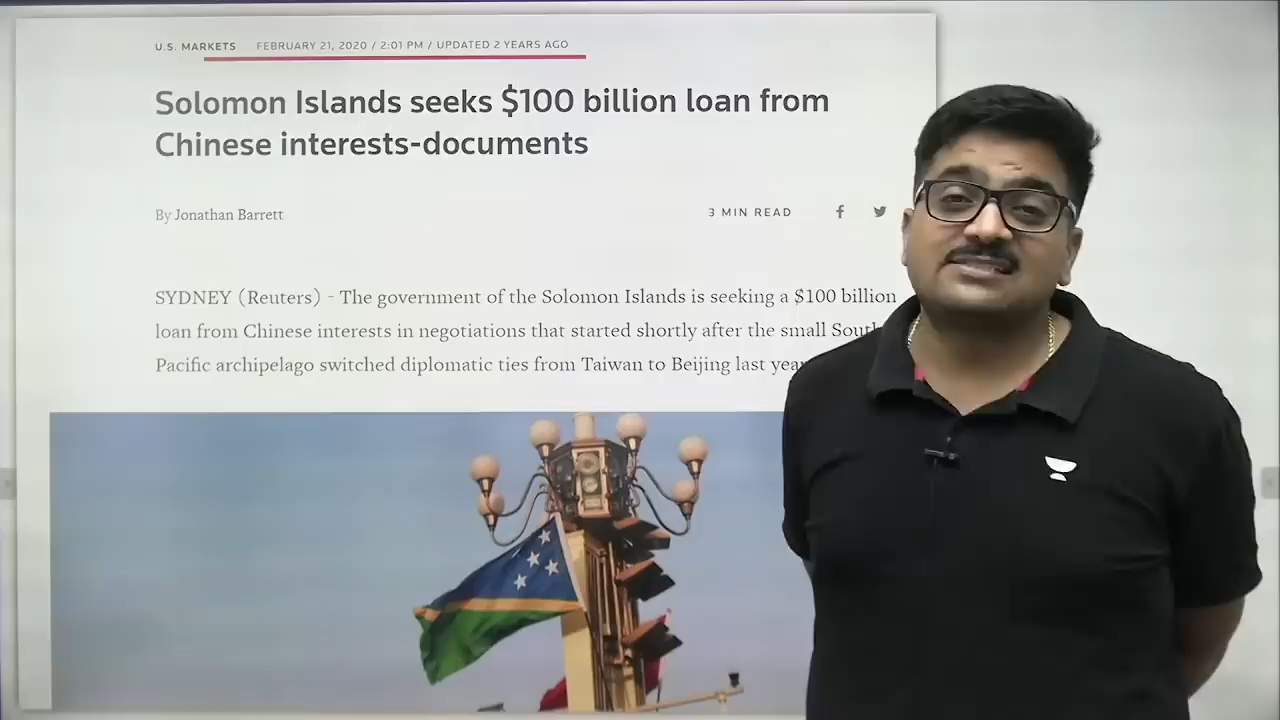 U.S. MARKETS FEBRUARY 21, 2020 / 2:01 PM / UPDATED 2 YEARS AGO
Solomon Islands seeks $100 billion loan from
Chinese interests-documents
By Jonathan Barrett 3 MIN READ
SYDNEY (Reuters) - The government of the Solomon Islands is seeking a $100 billion
loan from Chinese interests in negotiations that started shortly after the small
Pacific archipelago switched diplomatic ties from Taiwan to Beijing last